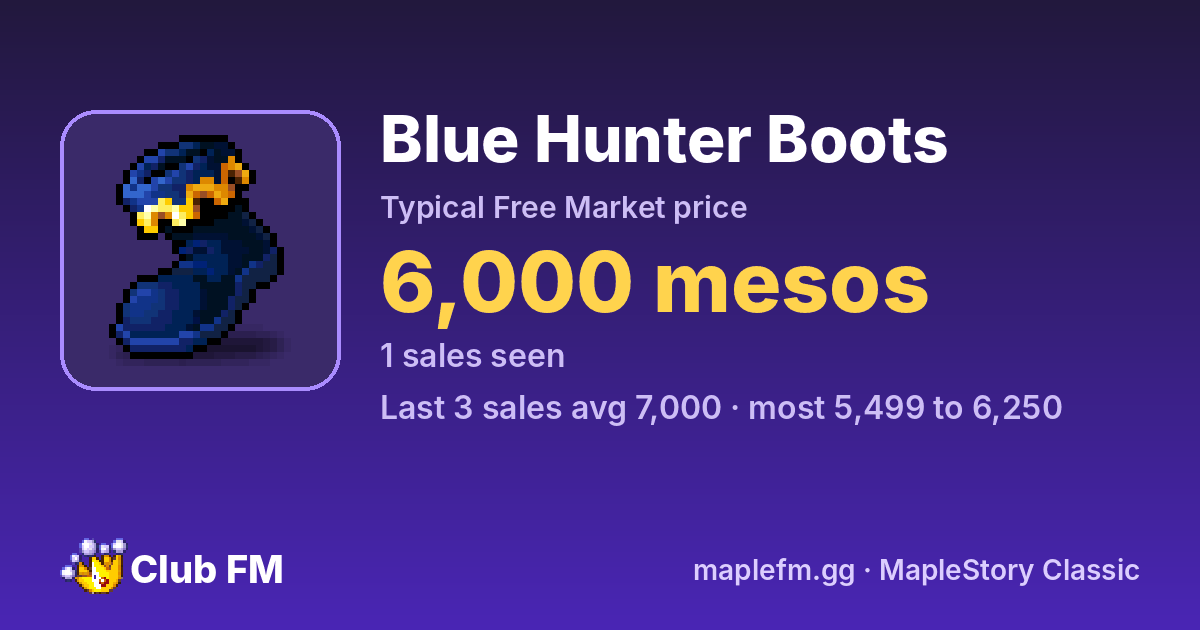 Blue Hunter Boots
Typical Free Market price
6,000 mesos
1 sales seen
Last 3 sales avg 7,000 · most 5,499 to 6,250
Club FM
maplefm.gg · MapleStory Classic